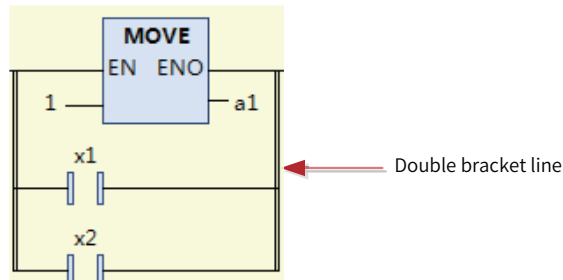 MOVE
EN ENO
1 a1
x1
Double bracket line
x2